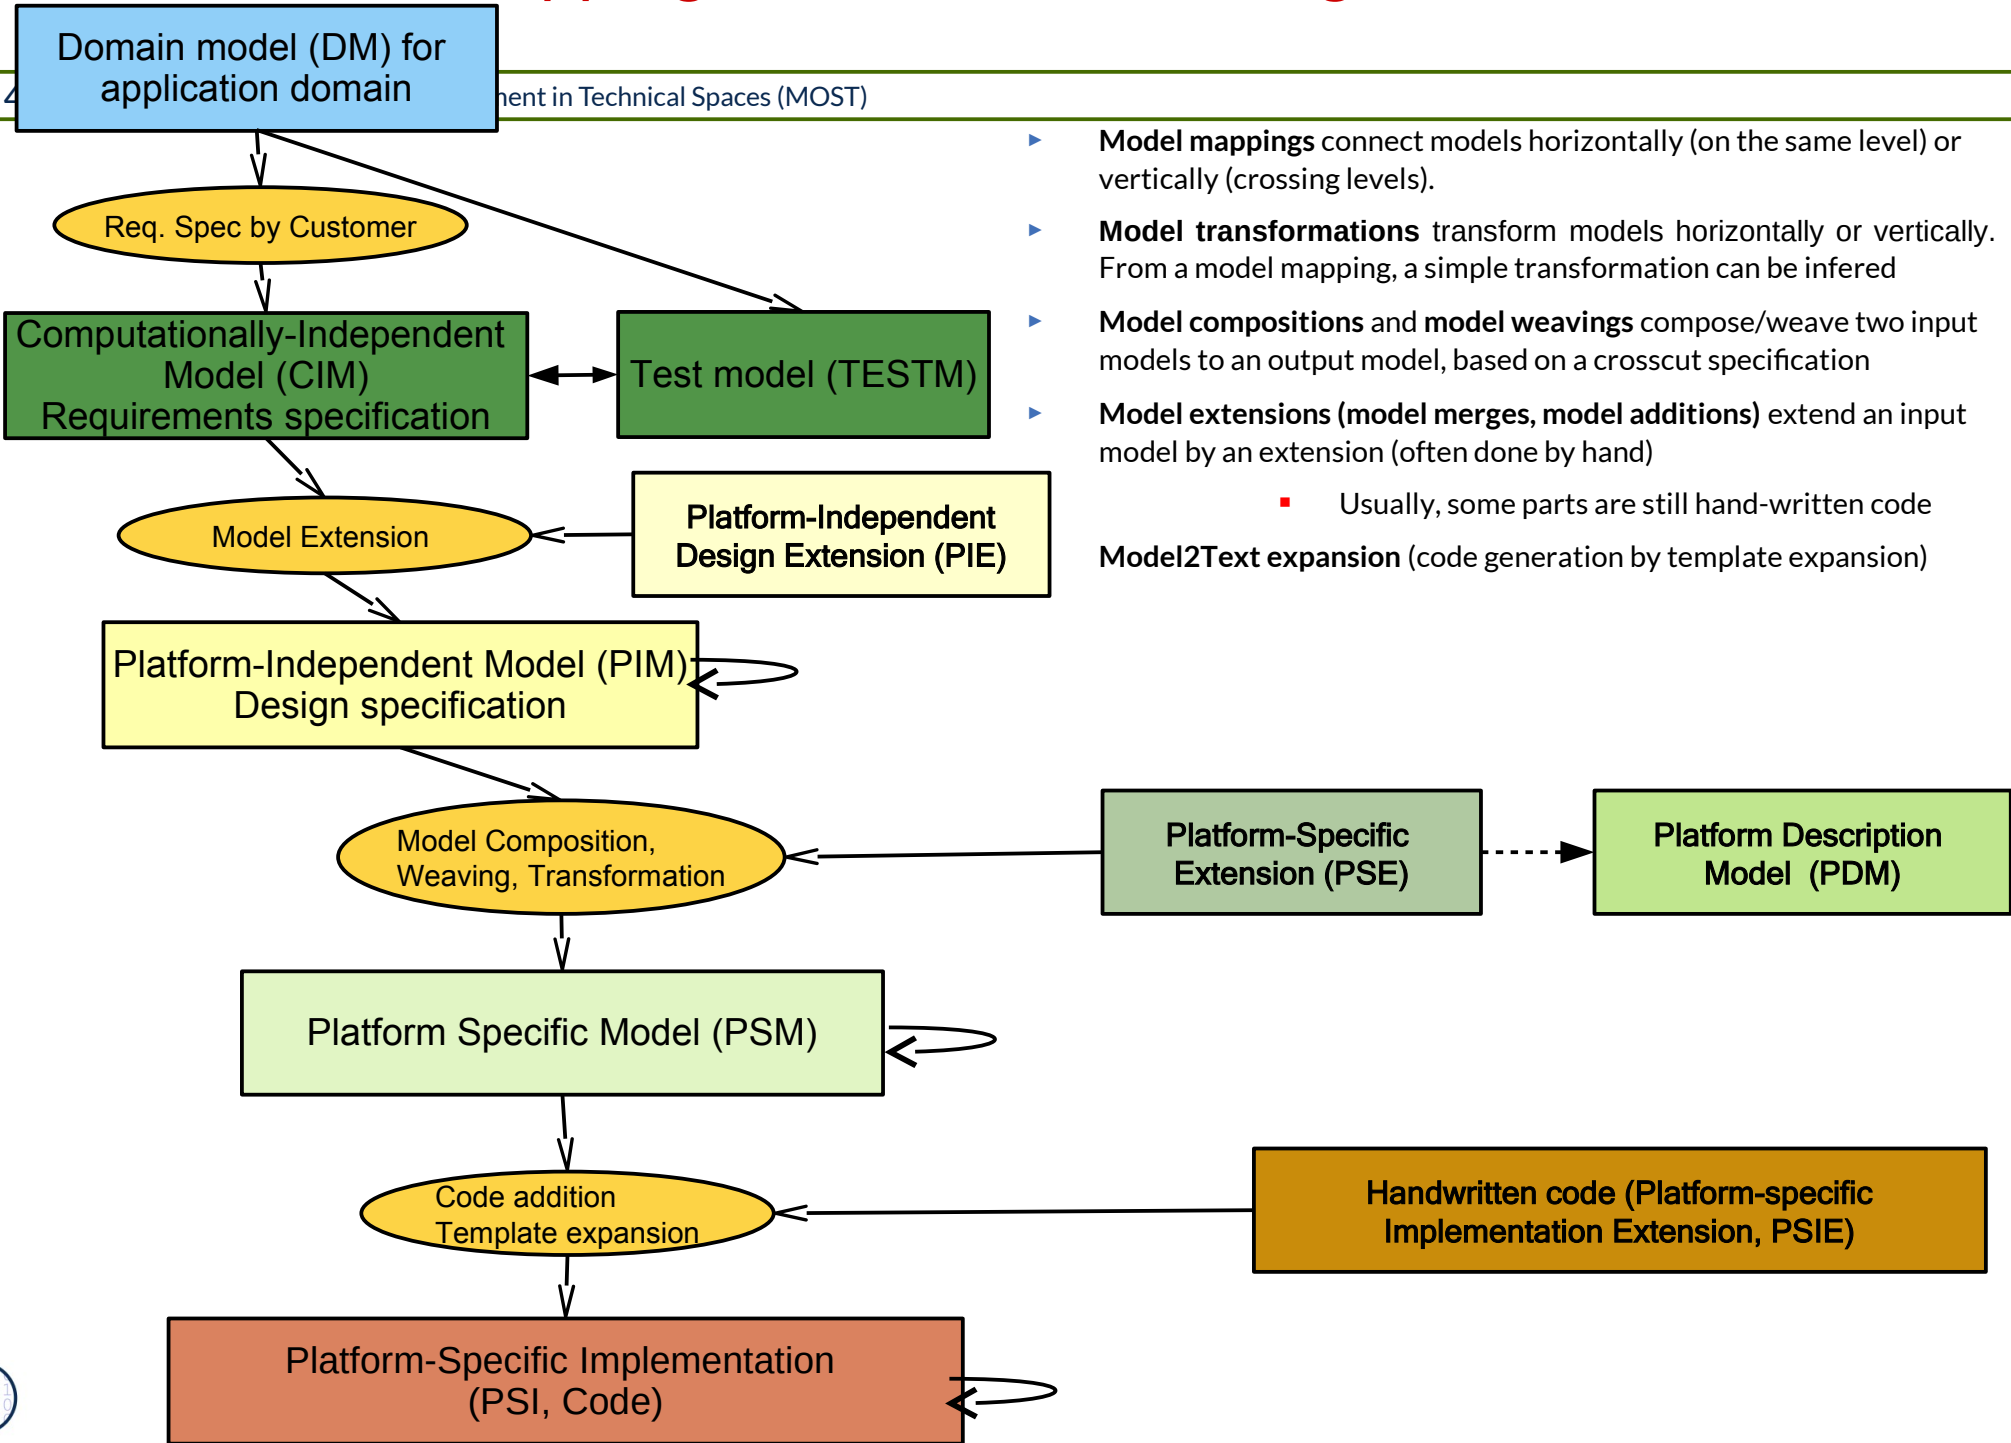 Domain model (DM) for
application domain
in Technical Spaces (MOST)
Model mappings connect models horizontally (on the same level) or
vertically (crossing levels).
Model transformations transform models horizontally or vertically.
From a model mapping, a simple transformation can be infered
Model compositions and model weavings compose/weave two input
models to an output model, based on a crosscut specification
Model extensions (model merges, model additions) extend an input
model by an extension (often done by hand)
Usually, some parts are still hand-written code
Model2Text expansion (code generation by template expansion)
Req. Spec by Customer
Computationally-Independent
Model (CIM)
Requirements specification
Test model (TESTM)
Model Extension
Platform-Independent
Design Extension (PIE)
Platform-Independent Model (PIM)
Design specification
Model Composition,
Weaving, Transformation
Platform-Specific
Extension (PSE)
Platform Description
Model (PDM)
Platform Specific Model (PSM)
Code addition
Template expansion
Handwritten code (Platform-specific
Implementation Extension, PSIE)
Platform-Specific Implementation
(PSI, Code)